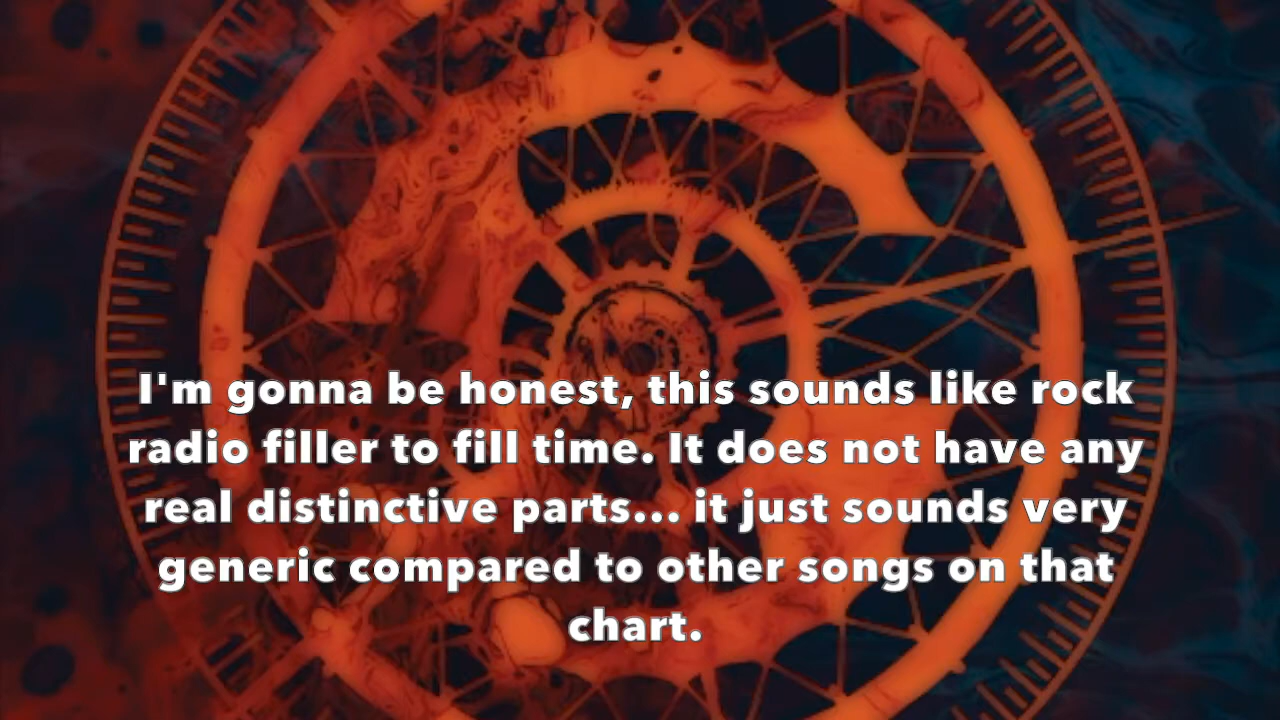 I'm gonna be honest, this sounds like rock
radio filler to fill time. It does not have any
real distinctive parts... it just sounds very
generic compared to other songs on that
chart.